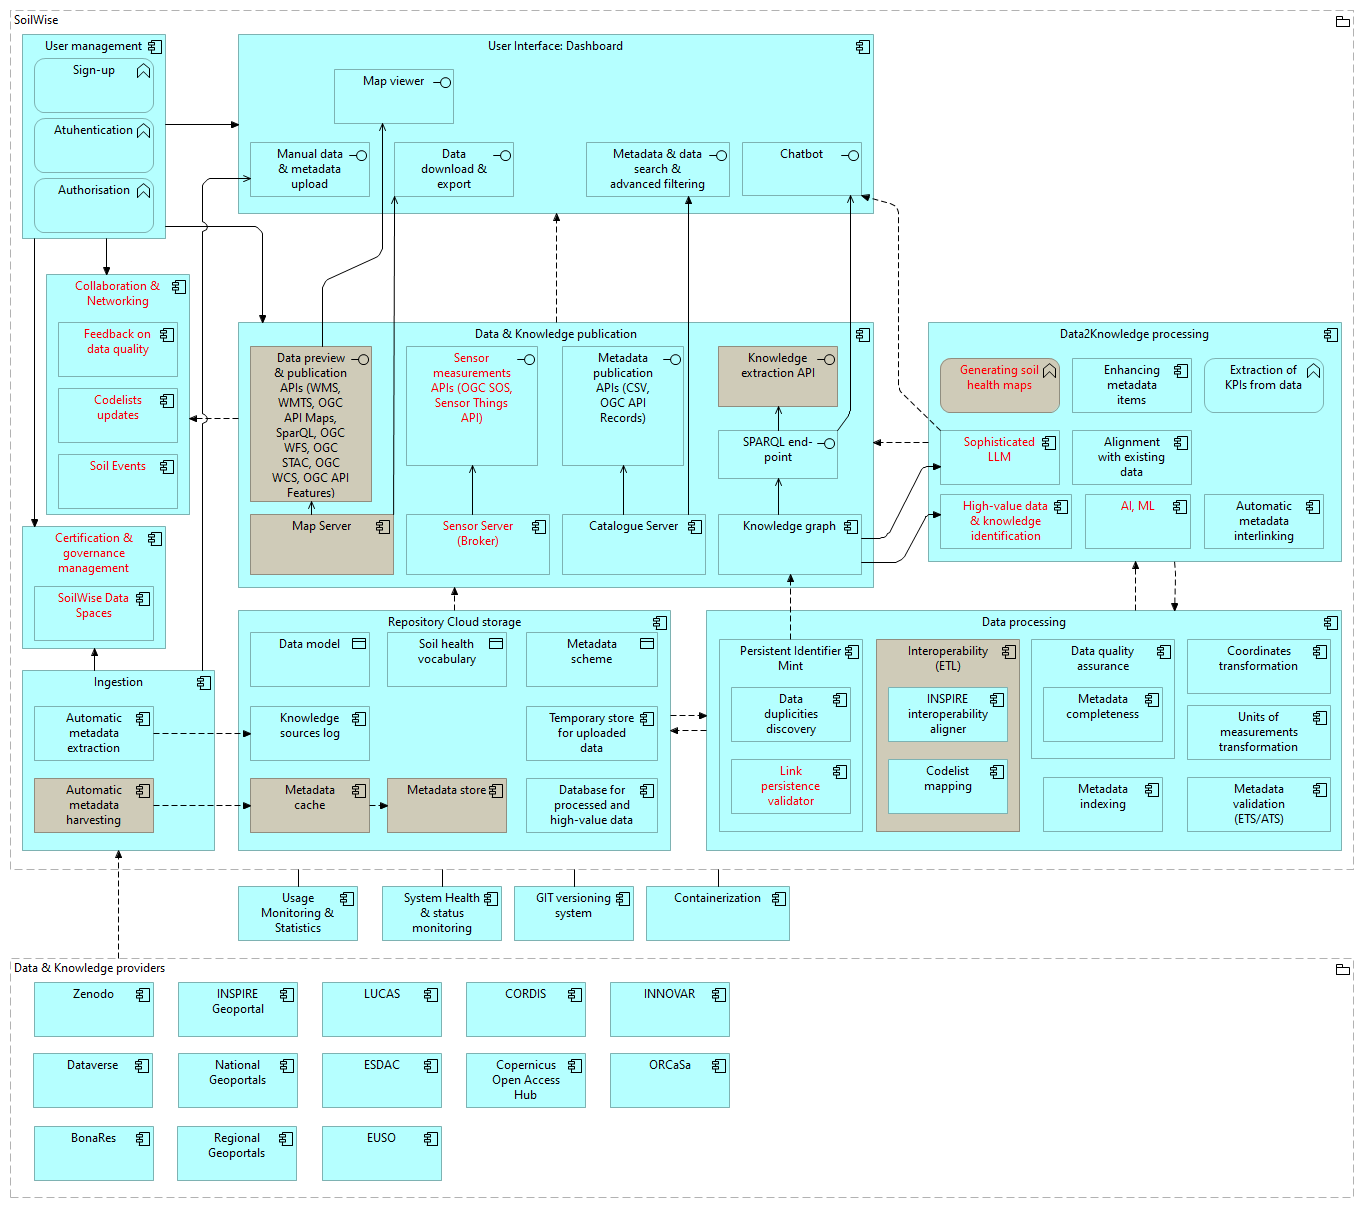 SoilWise
User management
Sign-up
Atuhentication
Authorisation
User Interface: Dashboard
Map viewer
Manual data
& metadata
upload
Data
download &
export
Metadata & data
search &
advanced filtering
Chatbot
Collaboration &
Networking
Feedback on
data quality
Codelists
updates
Soil Events
Data & Knowledge publication
Data preview
& publication
APIs (WMS,
WMTS, OGC
API Maps,
SparQL, OGC
WFS, OGC
STAC, OGC
WCS, OGC API
Features)
Sensor
measurements
APIs (OGC SOS,
Sensor Things
API)
Metadata
publication
APIs (CSV,
OGC API
Records)
Knowledge
extraction API
SPARQL end-
point
Map Server
Sensor Server
(Broker)
Catalogue Server
Knowledge graph
Data2Knowledge processing
Generating soil
health maps
Enhancing
metadata
items
Extraction of
KPIs from data
Sophisticated
LLM
Alignment
with existing
data
High-value data
& knowledge
identification
AI, ML
Automatic
metadata
interlinking
Certification &
governance
management
SoilWise Data
Spaces
Ingestion
Automatic
metadata
extraction
Automatic
metadata
harvesting
Repository Cloud storage
Data model
Soil health
vocabulary
Metadata
scheme
Knowledge
sources log
Temporary store
for uploaded
data
Metadata
cache
Metadata store
Database for
processed and
high-value data
Data processing
Persistent Identifier
Mint
Data
duplicities
discovery
Link
persistence
validator
Interoperability
(ETL)
INSPIRE
interoperability
aligner
Codelist
mapping
Data quality
assurance
Metadata
completeness
Metadata
indexing
Coordinates
transformation
Units of
measurements
transformation
Metadata
validation
(ETS/ATS)
Usage
Monitoring &
Statistics
System Health
& status
monitoring
GIT versioning
system
Containerization
Data & Knowledge providers
Zenodo
INSPIRE
Geoportal
LUCAS
CORDIS
INNOVAR
Dataverse
National
Geoportals
ESDAC
Copernicus
Open Access
Hub
ORCaSa
BonaRes
Regional
Geoportals
EUSO